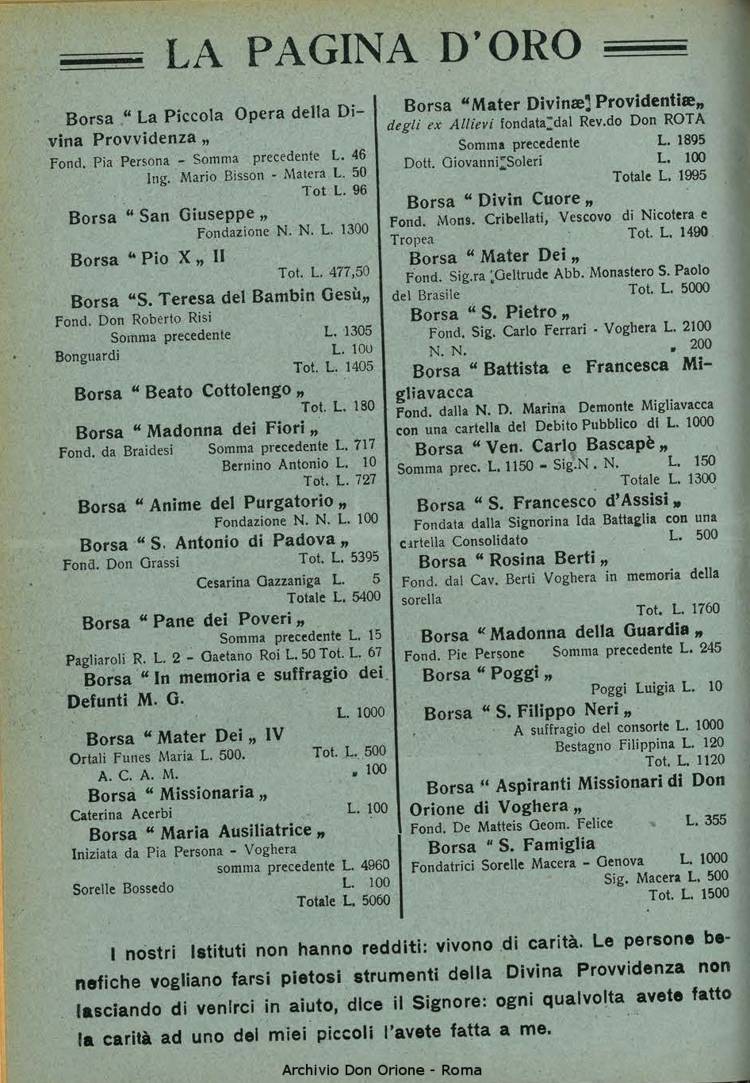 LA PAGINA D'ORO
Borsa “ La Piccola Opera della Di-
vina Provvidenza „
Fond. Pia Persona - Somma precedente L. 46
Ing. Mario Bisson - Matera L. 50
Tot L. 96
Borsa “ San Giuseppe „
Fondazione N. N. L. 1300
Borsa “ Pio X „ II
Tot. L. 477,50
Borsa “S. Teresa del Bambin Gesù„
Fond. Don Roberto Risi
Somma precedente L. 1305
Bonguardi L. 100
Tot. L. 1405
Borsa “ Beato Cottolengo „
Tot. L. 180
Borsa “ Madonna dei Fiori „
Fond. da Braidesi Somma precedente L. 717
Bernino Antonio L. 10
Tot. L. 727
Borsa “ Anime del Purgatorio „
Fondazione N. N. L. 100
Borsa “ S. Antonio di Padova „
Fond. Don Grassi Tot. L. 5395
Cesarina Gazzaniga L. 5
Totale L. 5400
Borsa “ Pane dei Poveri „
Somma precedente L. 15
Pagliaroli R. L. 2 - Gaetano Roi L. 50 Tot. L. 67
Borsa “ In memoria e suffragio dei
Defunti M. G.
L. 1000
Borsa “ Mater Dei „ IV
Ortali Funes Maria L. 500. Tot. L. 500
A. C. A. M. „ 100
Borsa “ Missionaria „
Caterina Acerbi L. 100
Borsa “ Maria Ausiliatrice „
Iniziata da Pia Persona - Voghera
somma precedente L. 4960
Sorelle Bossedo L. 100
Totale L. 5060
Borsa “Mater Divinæ Providentiæ„
degli ex Allievi fondata dal Rev.do Don ROTA
Somma precedente L. 1895
Dott. Giovanni Soleri L. 100
Totale L. 1995
Borsa “ Divin Cuore „
Fond. Mons. Cribellati, Vescovo di Nicotera e
Tropea Tot. L. 1490
Borsa “ Mater Dei „
Fond. Sig.ra Geltrude Abb. Monastero S. Paolo
del Brasile Tot. L. 5000
Borsa “ S. Pietro „
Fond. Sig. Carlo Ferrari - Voghera L. 2100
N. N. „ 200
Borsa “ Battista e Francesca Mi-
gliavacca
Fond. dalla N. D. Marina Demonte Migliavacca
con una cartella del Debito Pubblico di L. 1000
Borsa “ Ven. Carlo Bascapè „
Somma prec. L. 1150 - Sig.N. N. L. 150
Totale L. 1300
Borsa “ S. Francesco d'Assisi „
Fondata dalla Signorina Ida Battaglia con una
cartella Consolidato L. 500
Borsa “ Rosina Berti „
Fond. dal Cav. Berti Voghera in memoria della
sorella
Tot. L. 1760
Borsa “ Madonna della Guardia „
Fond. Pie Persone Somma precedente L. 245
Borsa “ Poggi „
Poggi Luigia L. 10
Borsa “ S. Filippo Neri „
A suffragio del consorte L. 1000
Bestagno Filippina L. 120
Tot. L. 1120
Borsa “ Aspiranti Missionari di Don
Orione di Voghera „
Fond. De Matteis Geom. Felice L. 355
Borsa “ S. Famiglia
Fondatrici Sorelle Macera - Genova L. 1000
Sig. Macera L. 500
Tot. L. 1500
I nostri Istituti non hanno redditi: vivono di carità. Le persone be-
nefiche vogliano farsi pietosi strumenti della Divina Provvidenza non
lasciando di venirci in aiuto, dice il Signore: ogni qualvolta avete fatto
la carità ad uno dei miei piccoli l'avete fatta a me.
Archivio Don Orione - Roma